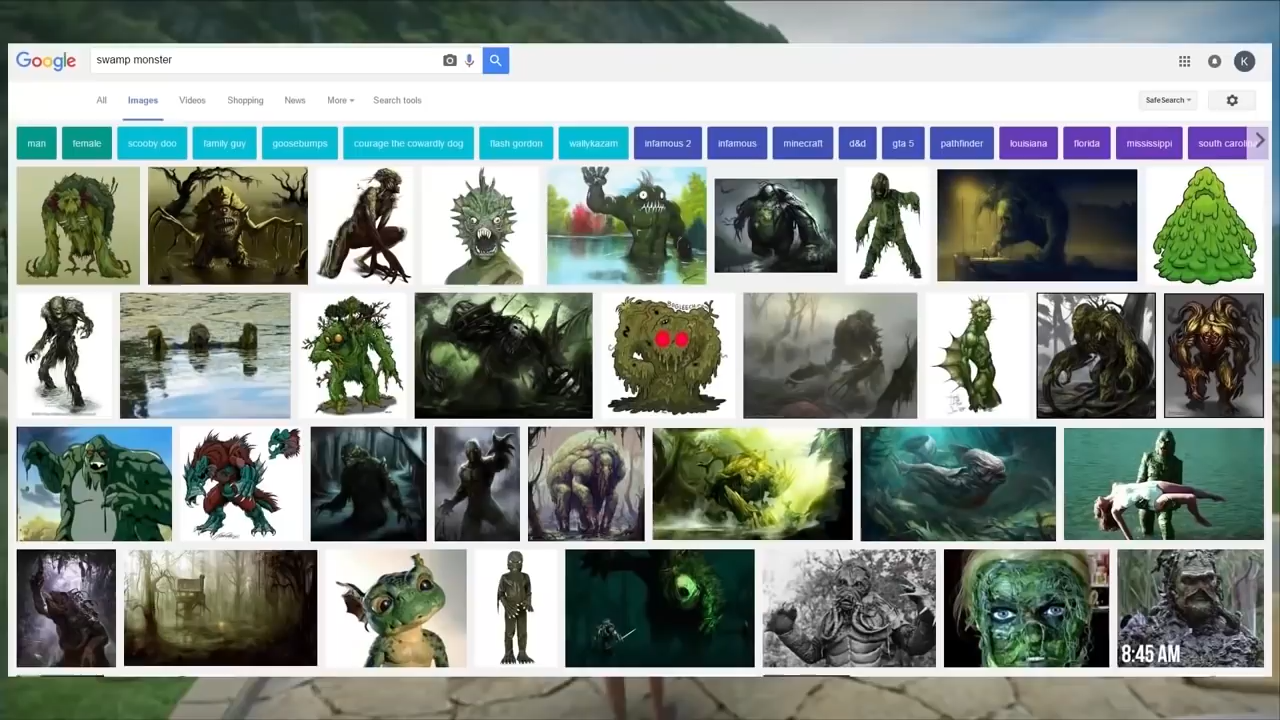 Google
swamp monster
K
All Images Videos Shopping News More Search tools
SafeSearch
man female scooby doo family guy goosebumps courage the cowardly dog flash gordon wallykazam infamous 2 infamous minecraft d&d gta 5 pathfinder louisiana florida mississippi south carolina
8:45 AM